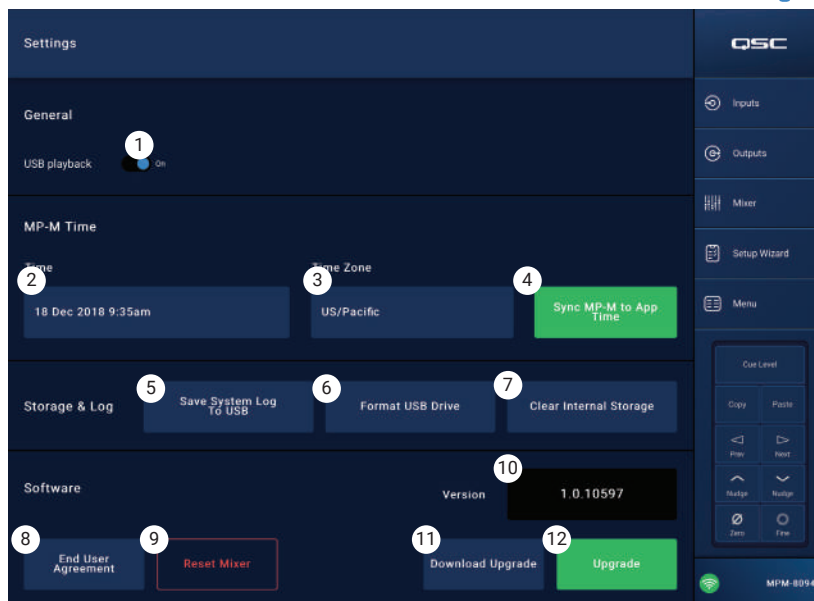 Settings
General
1
USB playback
On
MP-M Time
Time
Time Zone
2
3
4
18 Dec 2018 9:35am
US/Pacific
Sync MP-M to App
Time
5
6
7
Storage & Log
Save System Log
To USB
Format USB Drive
Clear Internal Storage
10
Software
Version
1.0.10597
8
9
11
12
End User
Agreement
Reset Mixer
Download Upgrade
Upgrade
QSC
Inputs
Outputs
Mixer
Setup Wizard
Menu
Cue Level
Copy
Paste
Prev
Next
Nudge
Nudge
Zero
Fine
MPM-8094